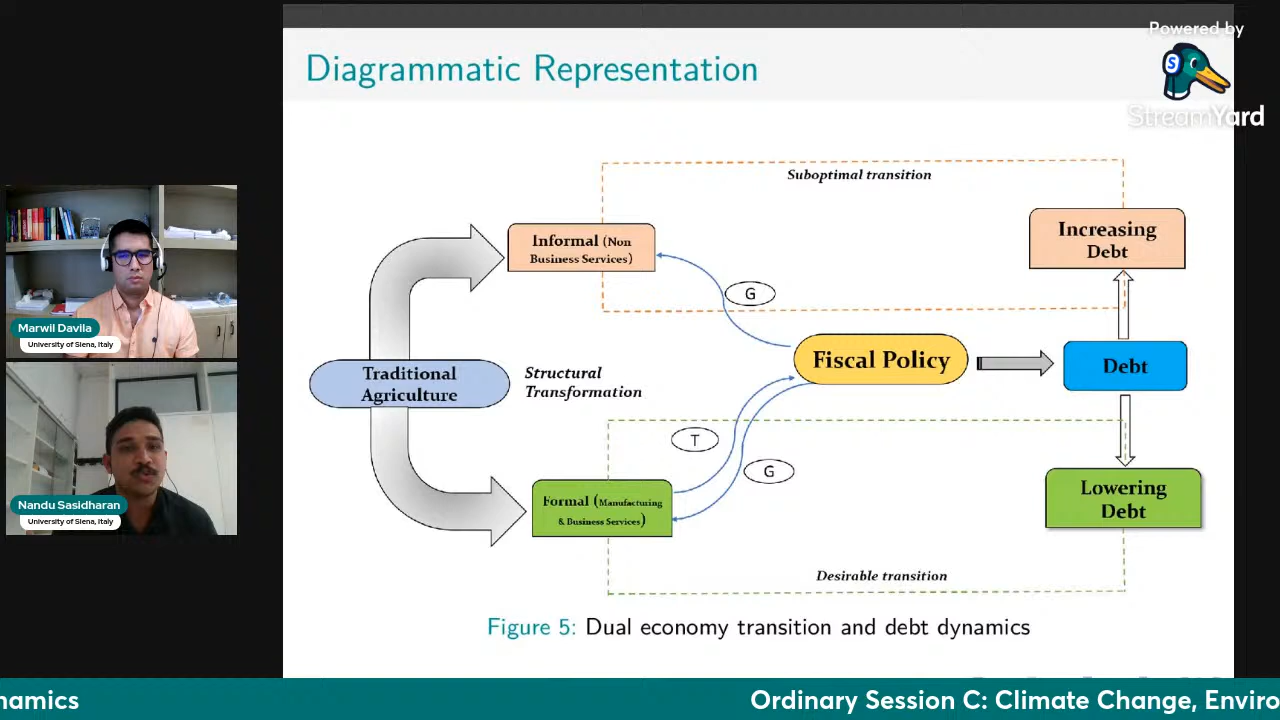 Powered by
StreamYard
Diagrammatic Representation
Suboptimal transition
Informal (Non
Business Services)
Increasing
Debt
G
Fiscal Policy
Debt
Traditional
Agriculture
Structural
Transformation
T
G
Formal (Manufacturing
& Business Services)
Lowering
Debt
Desirable transition
Figure 5: Dual economy transition and debt dynamics
Marwil Davila
University of Siena, Italy
Nandu Sasidharan
University of Siena, Italy
namics
Ordinary Session C: Climate Change, Enviro